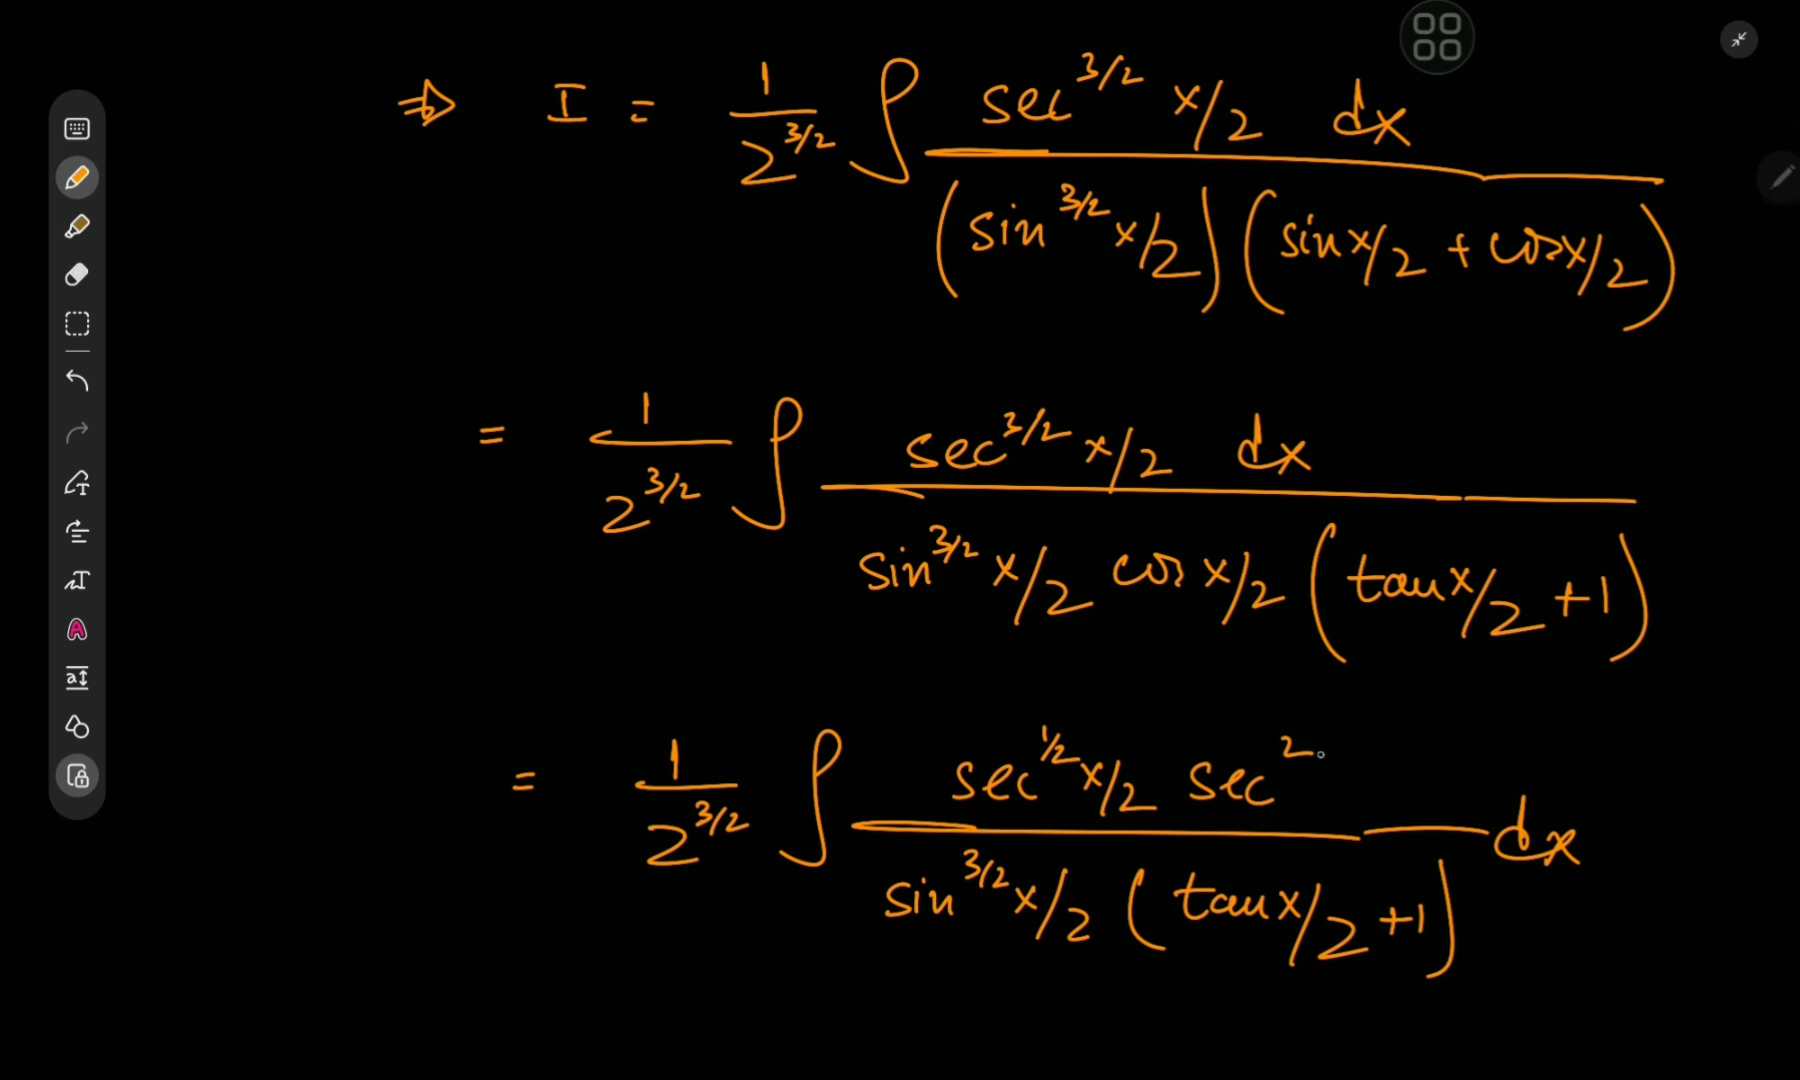 ⇒ I = 1/2^{3/2} ∫ sec^{3/2} x/2 dx / (sin^{3/2} x/2) (sin x/2 + cos x/2)
= 1/2^{3/2} ∫ sec^{3/2} x/2 dx / sin^{3/2} x/2 cos x/2 (tan x/2 + 1)
= 1/2^{3/2} ∫ sec^{1/2} x/2 sec^2 / sin^{3/2} x/2 (tan x/2 + 1) dx